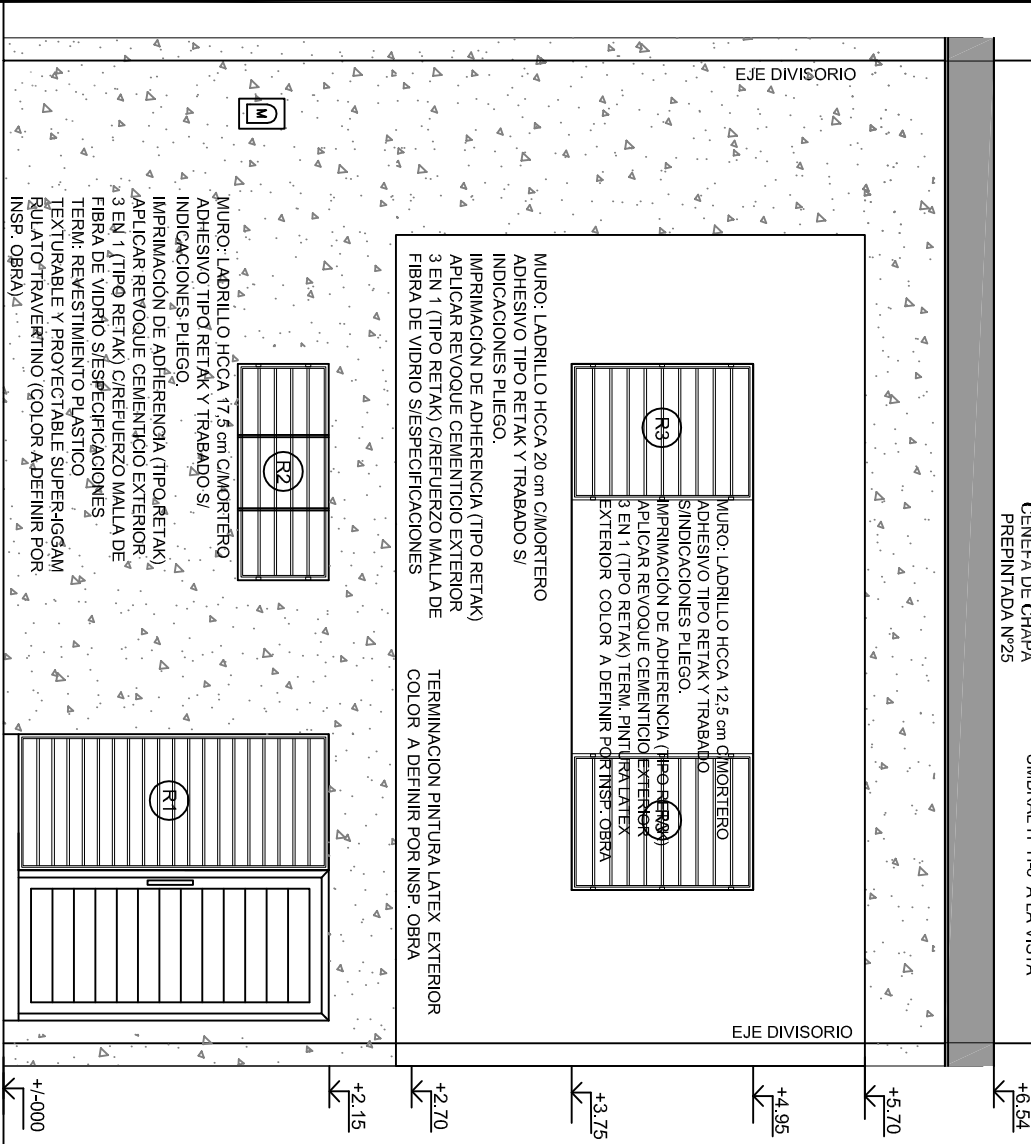 CENEFA DE CHAPA
PREPINTADA Nº25
EJE DIVISORIO
EJE DIVISORIO
+6.54
+5.70
+4.95
+3.75
+2.70
+2.15
+/-000
R3
MURO: LADRILLO HCCA 12,5 cm C/MORTERO
ADHESIVO TIPO RETAK Y TRABADO
S/INDICACIONES PLIEGO.
IMPRIMACIÓN DE ADHERENCIA (TIPO RETAK)
APLICAR REVOQUE CEMENTICIO EXTERIOR
3 EN 1 (TIPO RETAK) TERM. PINTURA LATEX
EXTERIOR COLOR A DEFINIR POR INSP. OBRA
MURO: LADRILLO HCCA 20 cm C/MORTERO
ADHESIVO TIPO RETAK Y TRABADO S/
INDICACIONES PLIEGO.
IMPRIMACIÓN DE ADHERENCIA (TIPO RETAK)
APLICAR REVOQUE CEMENTICIO EXTERIOR
3 EN 1 (TIPO RETAK) C/REFUERZO MALLA DE
FIBRA DE VIDRIO S/ESPECIFICACIONES
TERMINACION PINTURA LATEX EXTERIOR
COLOR A DEFINIR POR INSP. OBRA
M
R2
R1
MURO: LADRILLO HCCA 17,5 cm C/MORTERO
ADHESIVO TIPO RETAK Y TRABADO S/
INDICACIONES PLIEGO.
IMPRIMACIÓN DE ADHERENCIA (TIPO RETAK)
APLICAR REVOQUE CEMENTICIO EXTERIOR
3 EN 1 (TIPO RETAK) C/REFUERZO MALLA DE
FIBRA DE VIDRIO S/ESPECIFICACIONES
TERM: REVESTIMIENTO PLASTICO
TEXTURABLE Y PROYECTABLE SUPER-IGGAM
RULATO TRAVERTINO (COLOR A DEFINIR POR
INSP. OBRA)